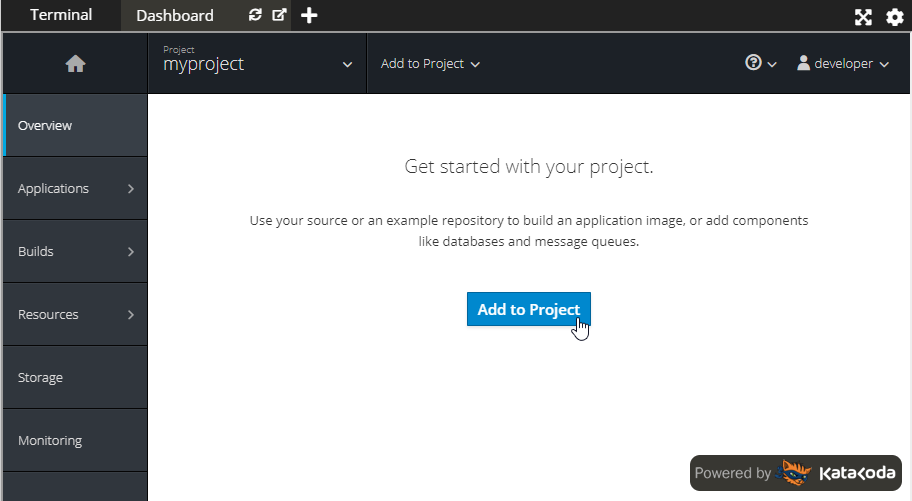 Terminal
Dashboard
Project
myproject
Add to Project
developer
Overview
Applications
Builds
Resources
Storage
Monitoring
Get started with your project.
Use your source or an example repository to build an application image, or add components
like databases and message queues.
Add to Project
Powered by KATACODA